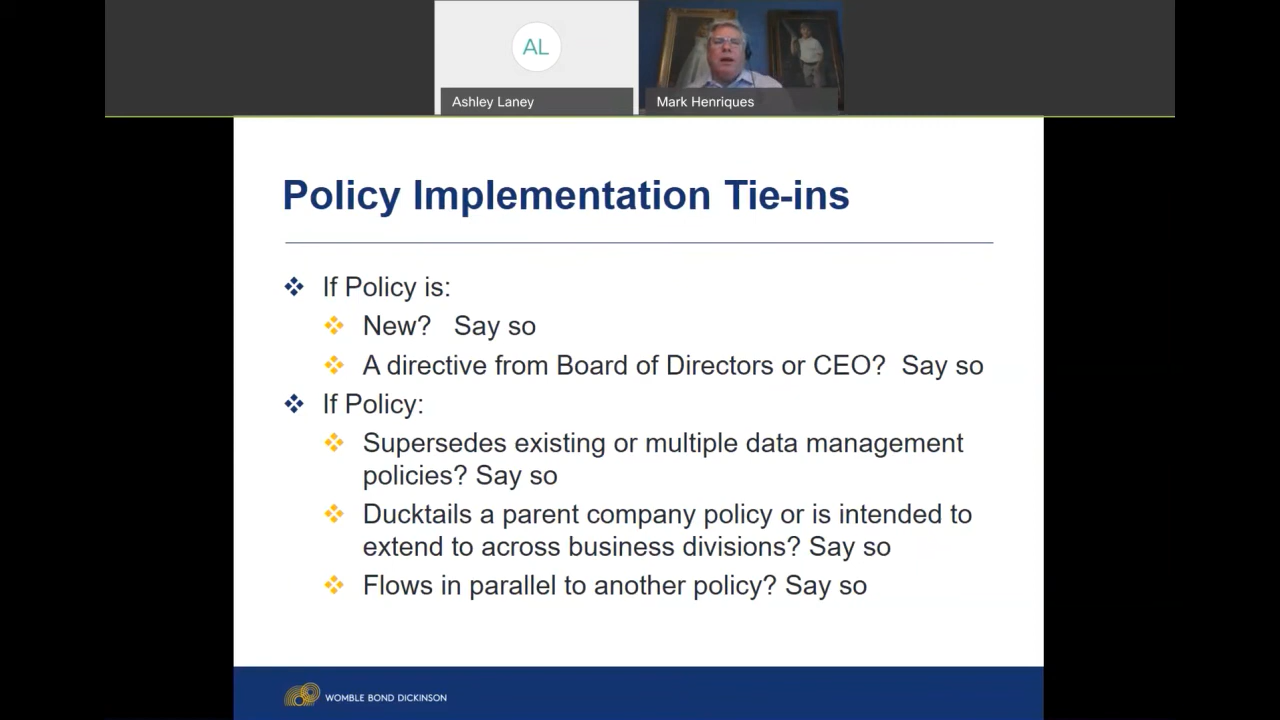 AL
Ashley Laney
Mark Henriques
Policy Implementation Tie-ins
If Policy is:
New? Say so
A directive from Board of Directors or CEO? Say so
If Policy:
Supersedes existing or multiple data management
policies? Say so
Ducktails a parent company policy or is intended to
extend to across business divisions? Say so
Flows in parallel to another policy? Say so
WOMBLE BOND DICKINSON